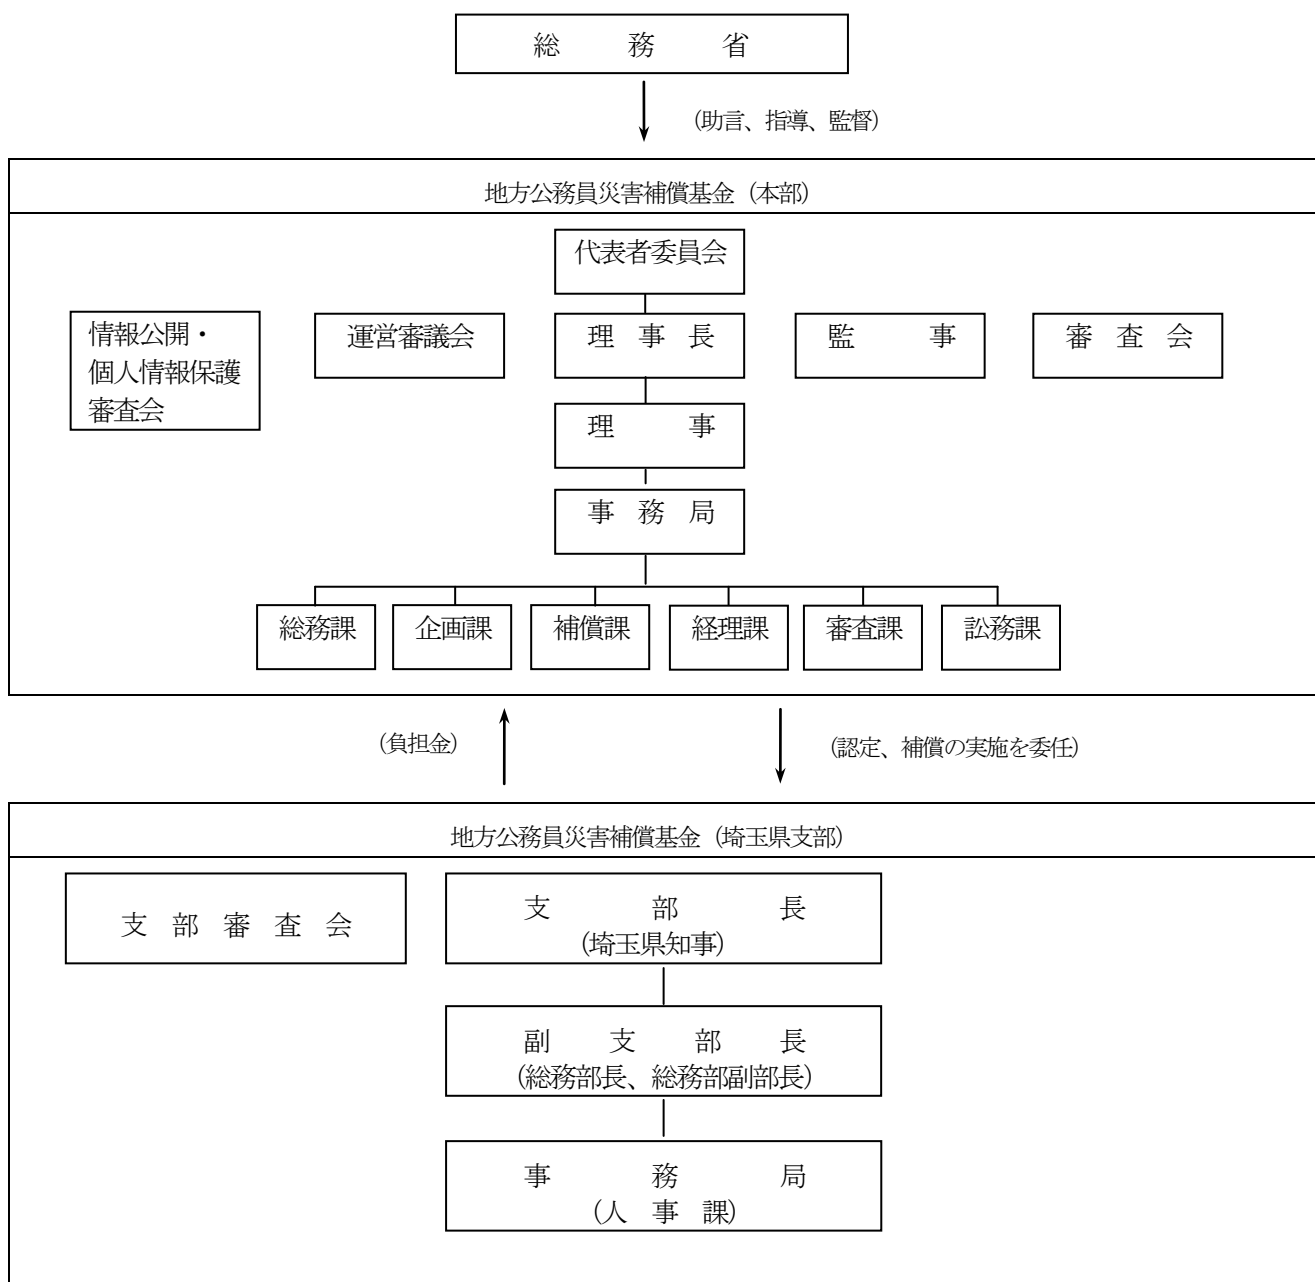 総務省
（助言、指導、監督）
地方公務員災害補償基金（本部）
代表者委員会
情報公開・
個人情報保護
審査会
運営審議会
理事長
監事
審査会
理事
事務局
総務課
企画課
補償課
経理課
審査課
訟務課
（負担金）
（認定、補償の実施を委任）
地方公務員災害補償基金（埼玉県支部）
支部審査会
支部長
（埼玉県知事）
副支部長
（総務部長、総務部副部長）
事務局
（人事課）